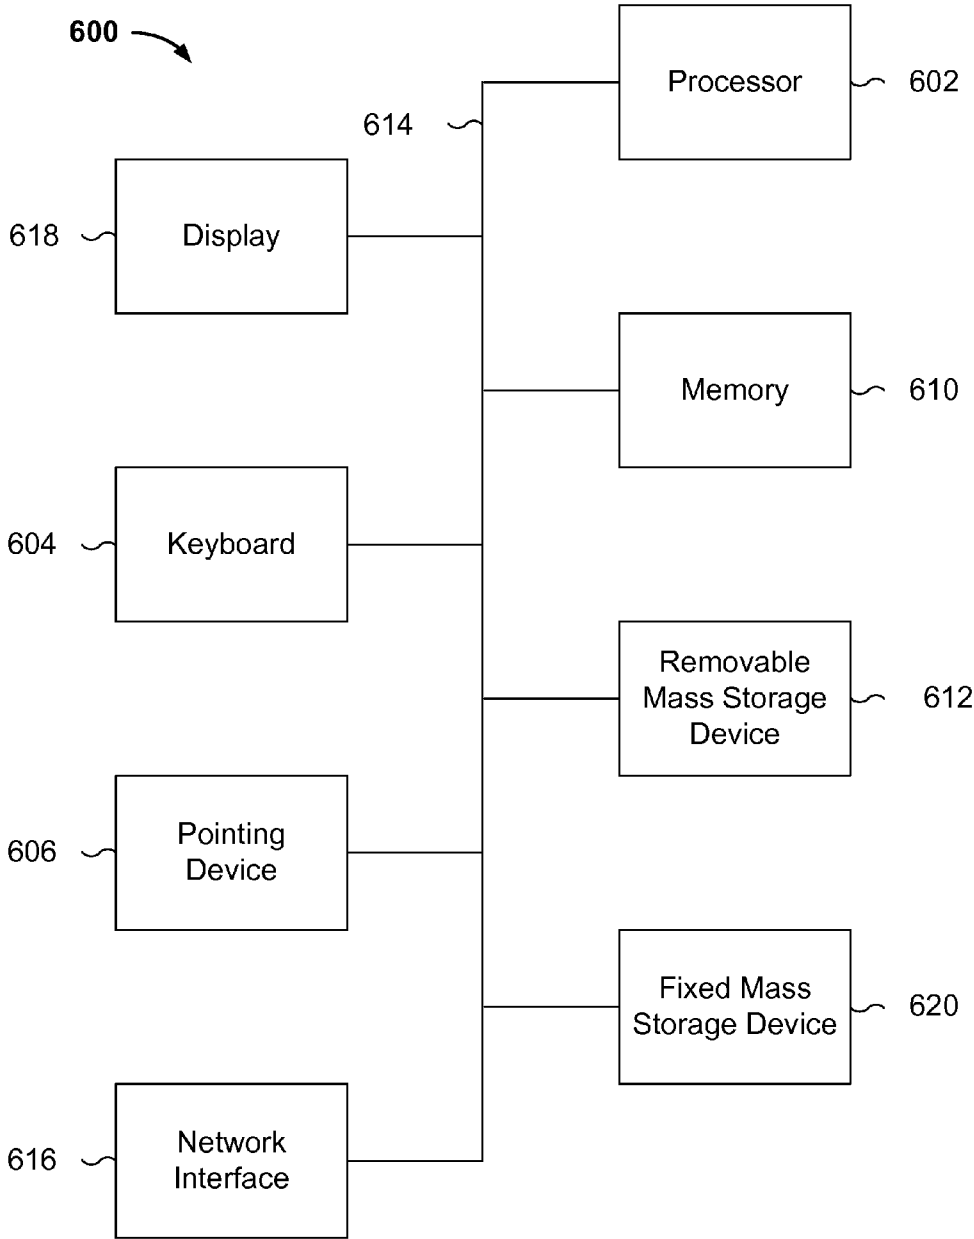 600
Processor
602
614
618
Display
Memory
610
604
Keyboard
Removable
Mass Storage
Device
612
606
Pointing
Device
Fixed Mass
Storage Device
620
616
Network
Interface